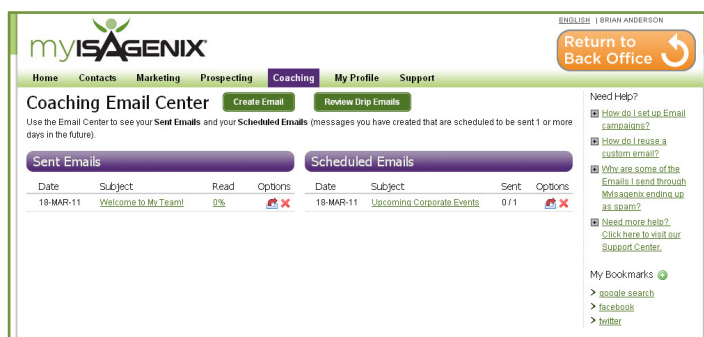 ENGLISH | BRIAN ANDERSON
myISAGENIX
Return to
Back Office
Home Contacts Marketing Prospecting Coaching My Profile Support
Coaching Email Center Create Email Review Drip Emails
Use the Email Center to see your Sent Emails and your Scheduled Emails (messages you have created that are scheduled to be sent 1 or more
days in the future).
Sent Emails
Date Subject Read Options
18-MAR-11 Welcome to My Team! 0%
Scheduled Emails
Date Subject Sent Options
18-MAR-11 Upcoming Corporate Events 0 / 1
Need Help?
How do I set up Email
campaigns?
How do I reuse a
custom email?
Why are some of the
Emails I send through
MyIsagenix ending up
as spam?
Need more help?
Click here to visit our
Support Center.
My Bookmarks
> google search
> facebook
> twitter